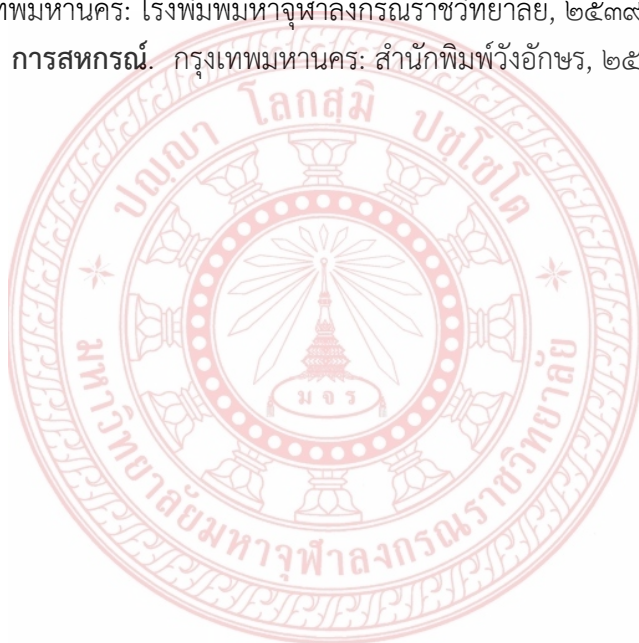 เทพมหานคร: โรงพิมพ์มหาจุฬาลงกรณราชวิทยาลัย, ๒๕๓๙
การสหกรณ์. กรุงเทพมหานคร: สำนักพิมพ์วังอักษร, ๒๕
ปญฺญา โลกสฺมิ ปชฺโชโต
ม จ ร
มหาวิทยาลัยมหาจุฬาลงกรณราชวิทยาลัย